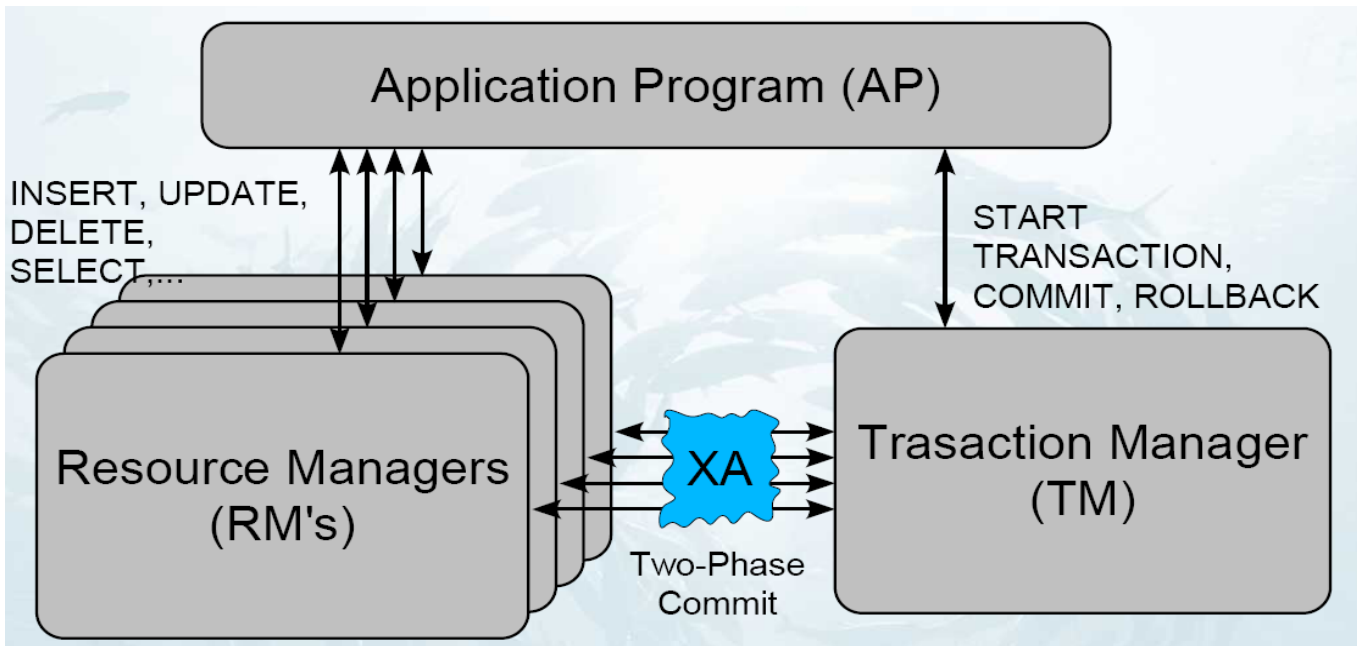 Application Program (AP)
INSERT, UPDATE,
DELETE,
SELECT,...
START
TRANSACTION,
COMMIT, ROLLBACK
Resource Managers
(RM's)
XA
Two-Phase
Commit
Trasaction Manager
(TM)